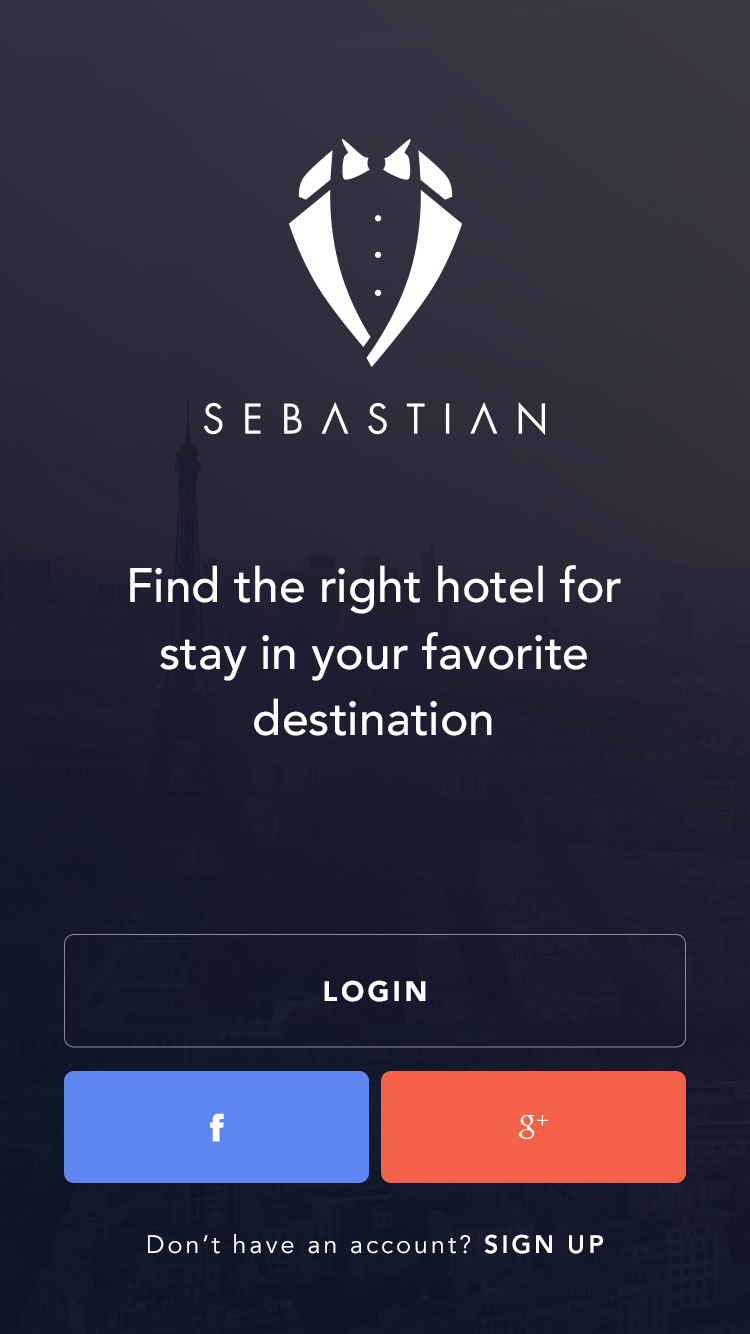 SEBASTIAN
Find the right hotel for
stay in your favorite
destination
LOGIN
f
g+
Don't have an account? SIGN UP